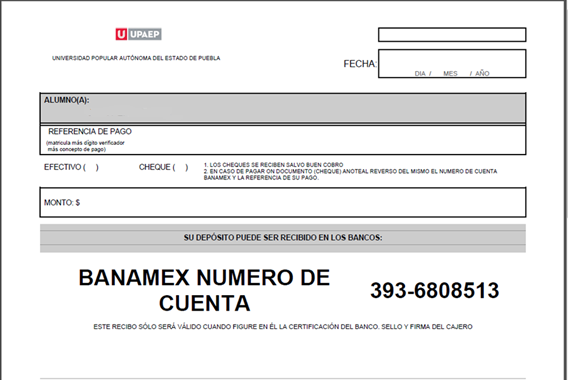 U UPAEP
UNIVERSIDAD POPULAR AUTÓNOMA DEL ESTADO DE PUEBLA
FECHA:
DIA / MES / AÑO
ALUMNO(A):
REFERENCIA DE PAGO
(matricula más dígito verificador
más concepto de pago)
EFECTIVO ( ) CHEQUE ( )
1. LOS CHEQUES SE RECIBEN SALVO BUEN COBRO
2. EN CASO DE PAGAR ON DOCUMENTO (CHEQUE) ANOTEAL REVERSO DEL MISMO EL NUMERO DE CUENTA
BANAMEX Y LA REFERENCIA DE SU PAGO.
MONTO: $
SU DEPÓSITO PUEDE SER RECIBIDO EN LOS BANCOS:
BANAMEX NUMERO DE
CUENTA
393-6808513
ESTE RECIBO SÓLO SERÁ VÁLIDO CUANDO FIGURE EN ÉL LA CERTIFICACIÓN DEL BANCO. SELLO Y FIRMA DEL CAJERO